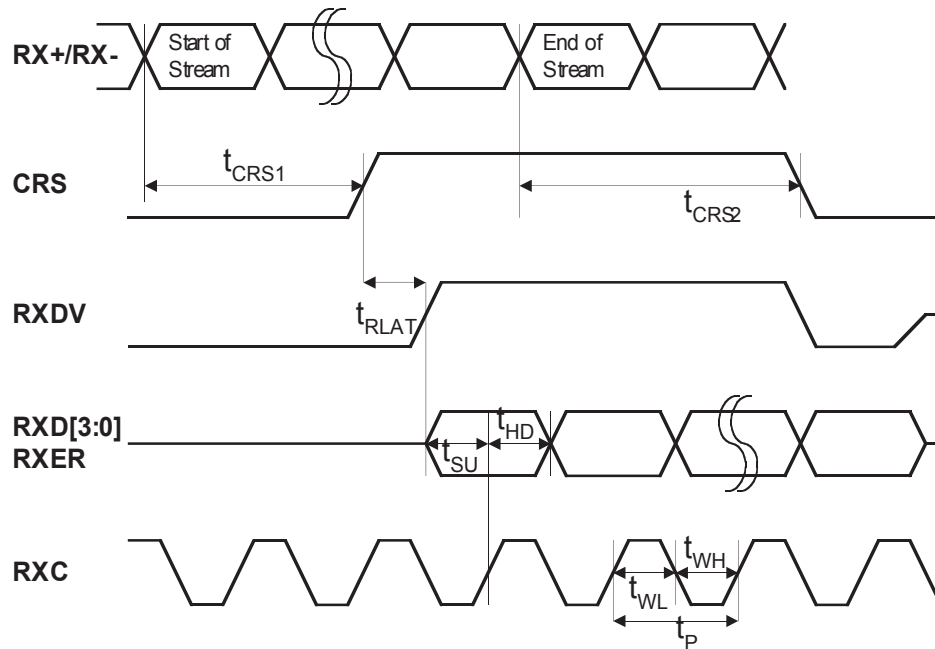 RX+/RX-
Start of
Stream
End of
Stream
CRS
tCRS1
tCRS2
RXDV
tRLAT
RXD[3:0]
RXER
tSU
tHD
RXC
tWL
tWH
tP